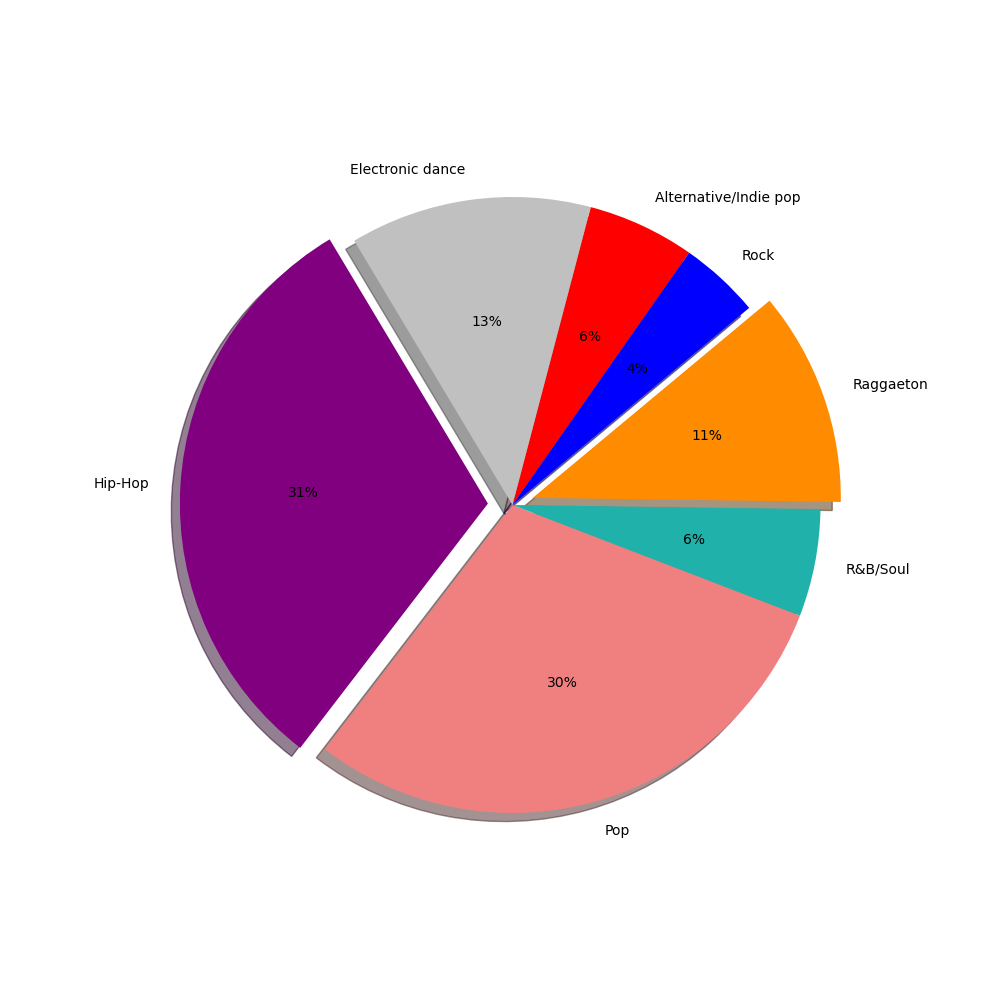 Electronic dance
Alternative/Indie pop
Rock
Raggaeton
R&B/Soul
Pop
Hip-Hop
13%
6%
4%
11%
6%
30%
31%